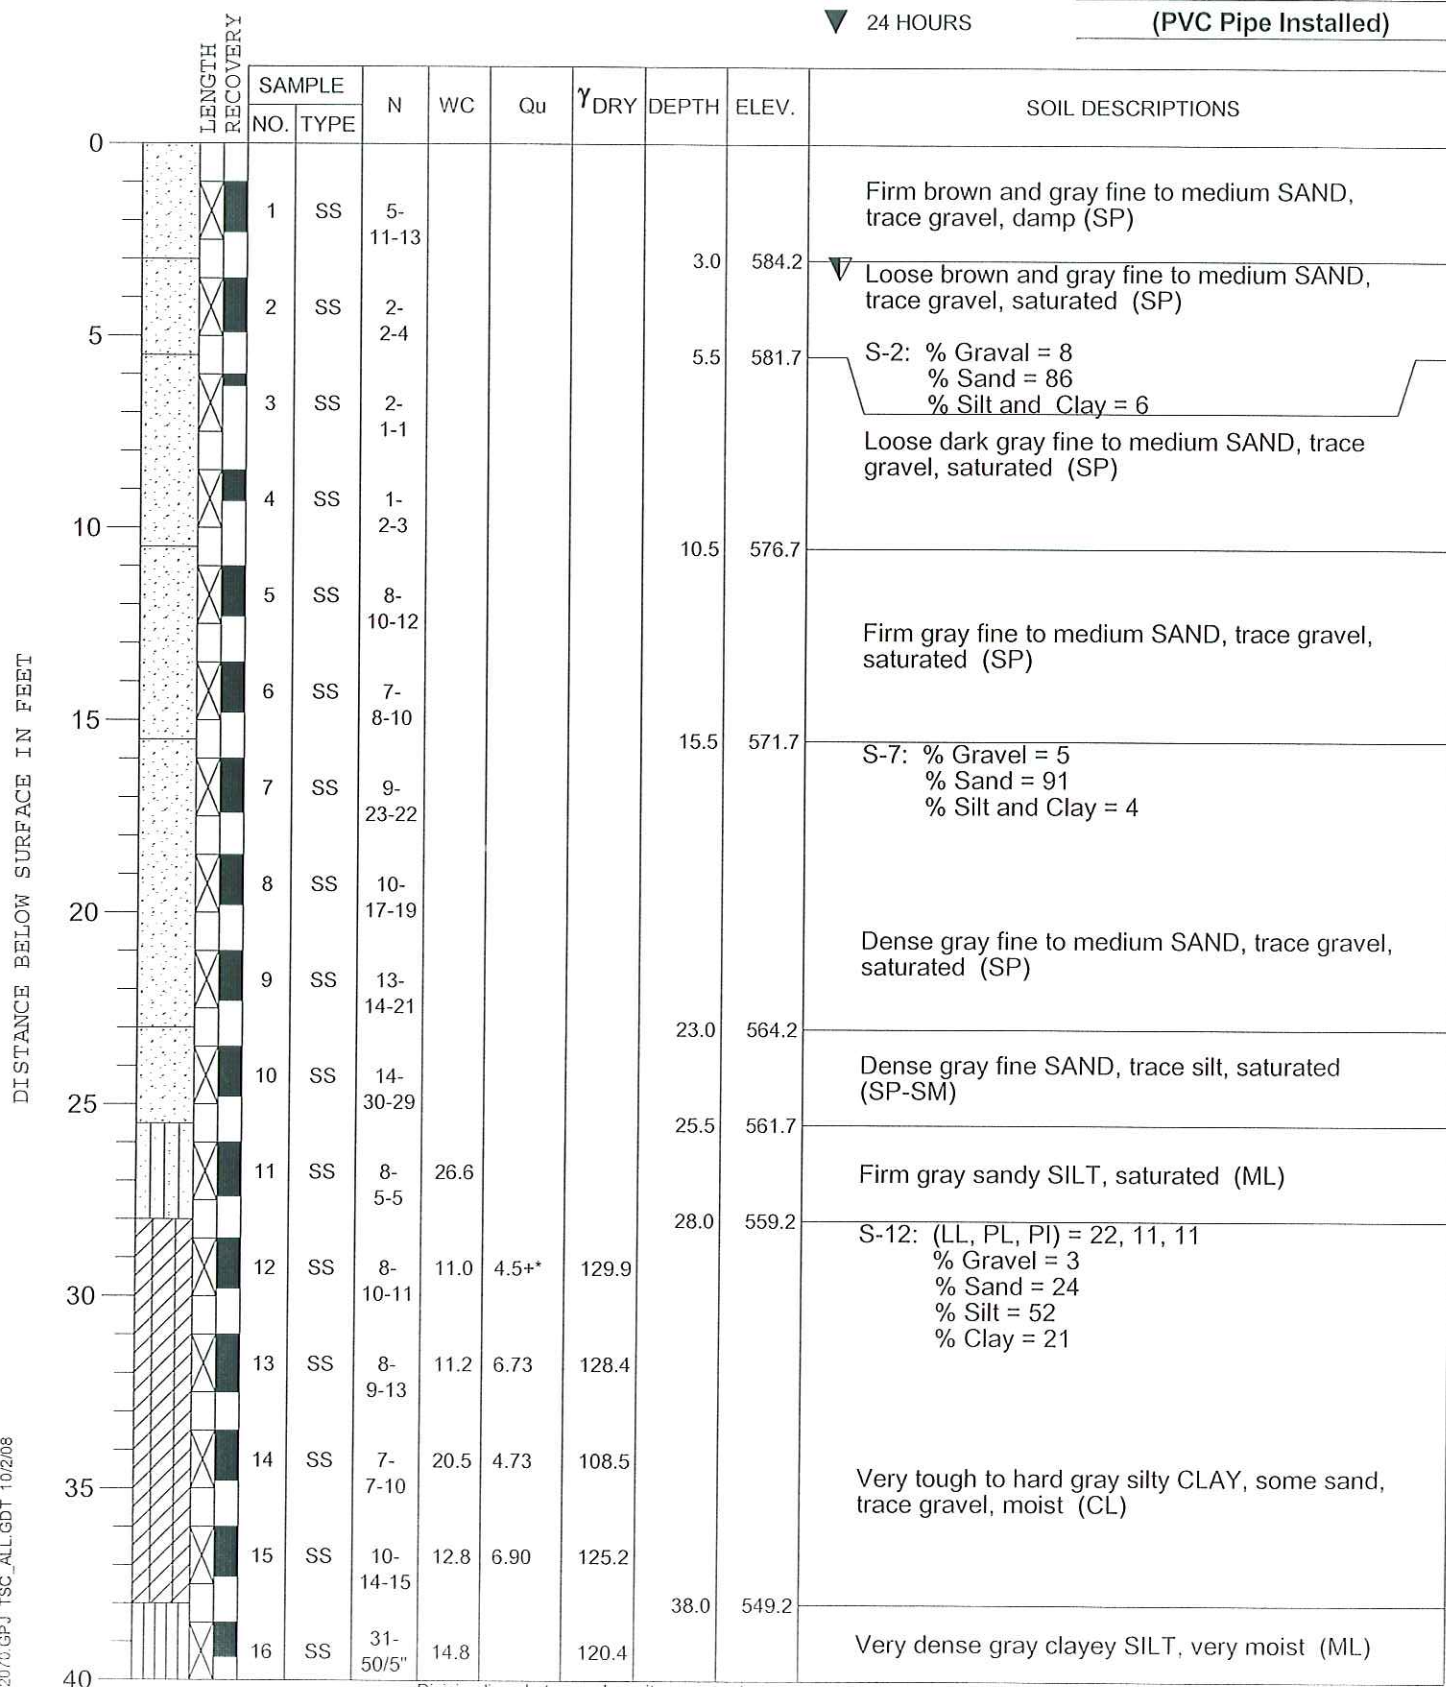 24 HOURS
(PVC Pipe Installed)
LENGTH
RECOVERY
SAMPLE
NO. TYPE N WC Qu γDRY DEPTH ELEV. SOIL DESCRIPTIONS
0
Firm brown and gray fine to medium SAND,
trace gravel, damp (SP)
1 SS 5-
11-13
3.0 584.2
Loose brown and gray fine to medium SAND,
trace gravel, saturated (SP)
2 SS 2-
2-4
5
5.5 581.7
S-2: % Graval = 8
% Sand = 86
% Silt and Clay = 6
3 SS 2-
1-1
Loose dark gray fine to medium SAND, trace
gravel, saturated (SP)
4 SS 1-
2-3
10
10.5 576.7
5 SS 8-
10-12
Firm gray fine to medium SAND, trace gravel,
saturated (SP)
6 SS 7-
8-10
15
15.5 571.7
S-7: % Gravel = 5
% Sand = 91
% Silt and Clay = 4
7 SS 9-
23-22
8 SS 10-
17-19
20
Dense gray fine to medium SAND, trace gravel,
saturated (SP)
9 SS 13-
14-21
23.0 564.2
Dense gray fine SAND, trace silt, saturated
(SP-SM)
10 SS 14-
30-29
25
25.5 561.7
11 SS 8-
5-5
26.6
Firm gray sandy SILT, saturated (ML)
28.0 559.2
S-12: (LL, PL, PI) = 22, 11, 11
% Gravel = 3
% Sand = 24
% Silt = 52
% Clay = 21
12 SS 8-
10-11
11.0 4.5+* 129.9
30
13 SS 8-
9-13
11.2 6.73 128.4
14 SS 7-
7-10
20.5 4.73 108.5
35
Very tough to hard gray silty CLAY, some sand,
trace gravel, moist (CL)
15 SS 10-
14-15
12.8 6.90 125.2
38.0 549.2
16 SS 31-
50/5"
14.8 120.4
Very dense gray clayey SILT, very moist (ML)
40
DISTANCE BELOW SURFACE IN FEET
2070.GPJ TSC_ALL.GDT 10/2/08